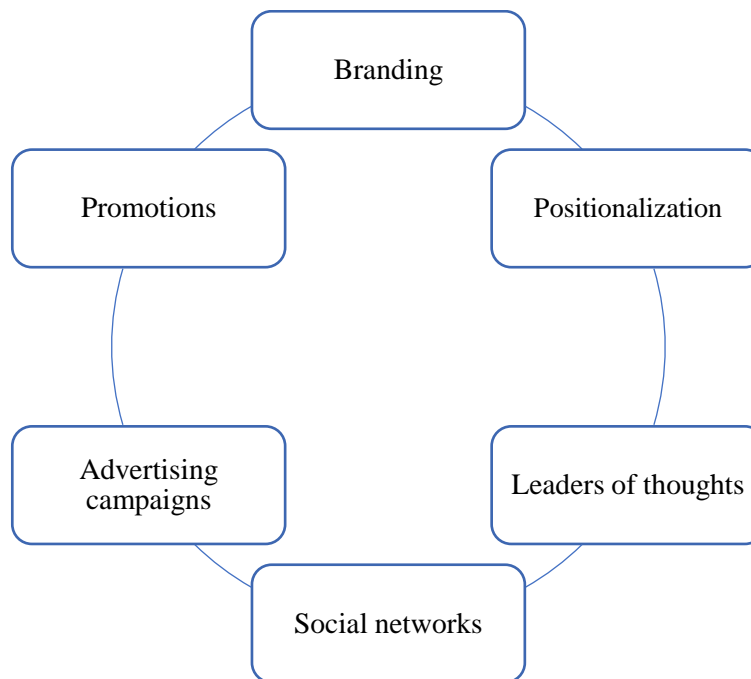 Branding
Positionalization
Leaders of thoughts
Social networks
Advertising
campaigns
Promotions